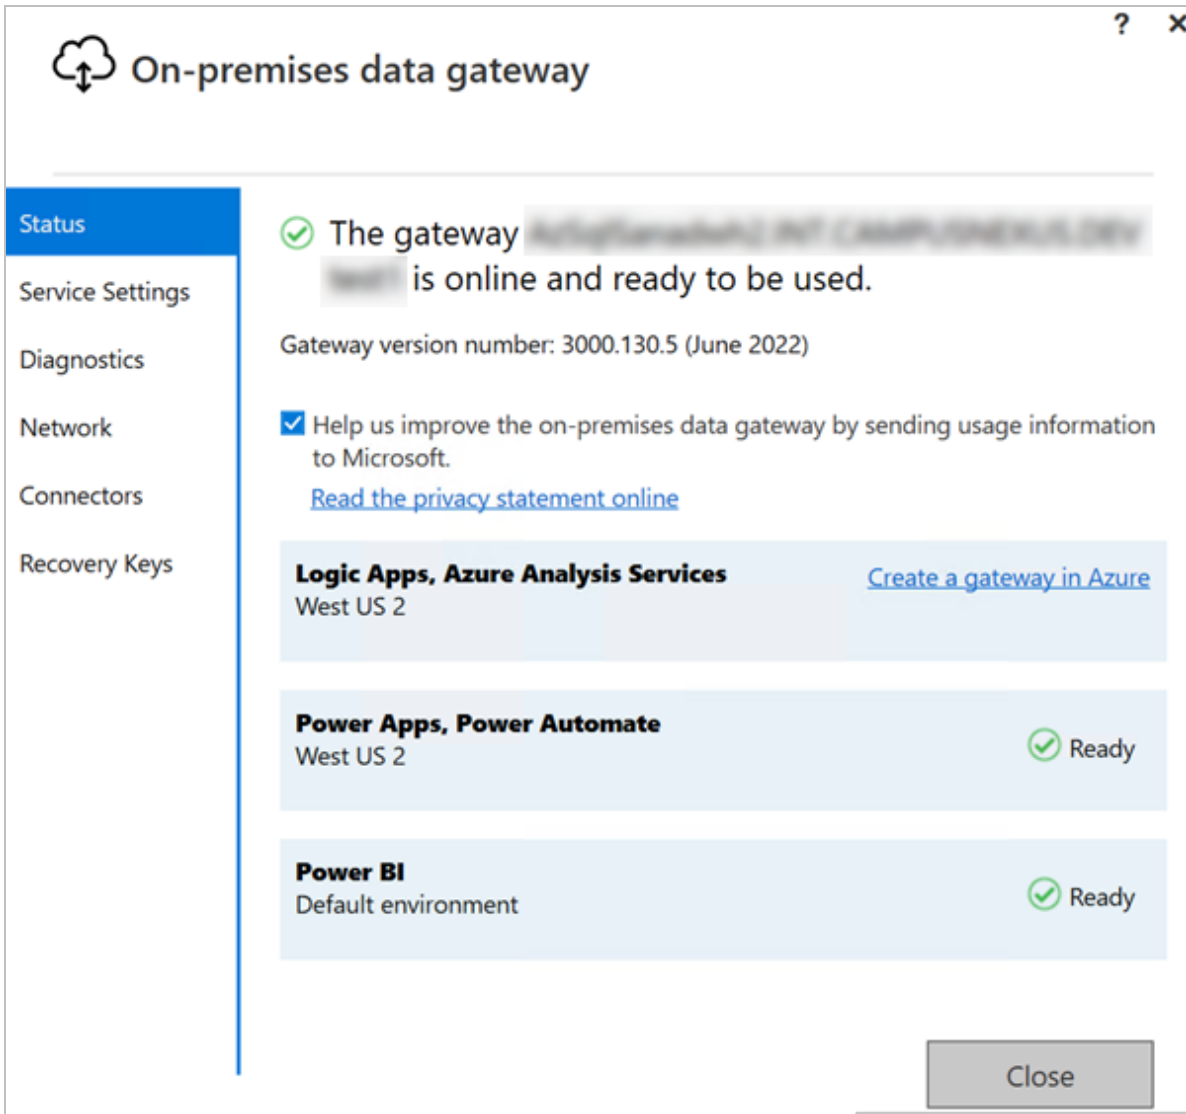 ?
On-premises data gateway
Status
Service Settings
Diagnostics
Network
Connectors
Recovery Keys
The gateway
is online and ready to be used.
Gateway version number: 3000.130.5 (June 2022)
Help us improve the on-premises data gateway by sending usage information
to Microsoft.
Read the privacy statement online
Logic Apps, Azure Analysis Services
Create a gateway in Azure
West US 2
Power Apps, Power Automate
West US 2
Ready
Power BI
Default environment
Ready
Close